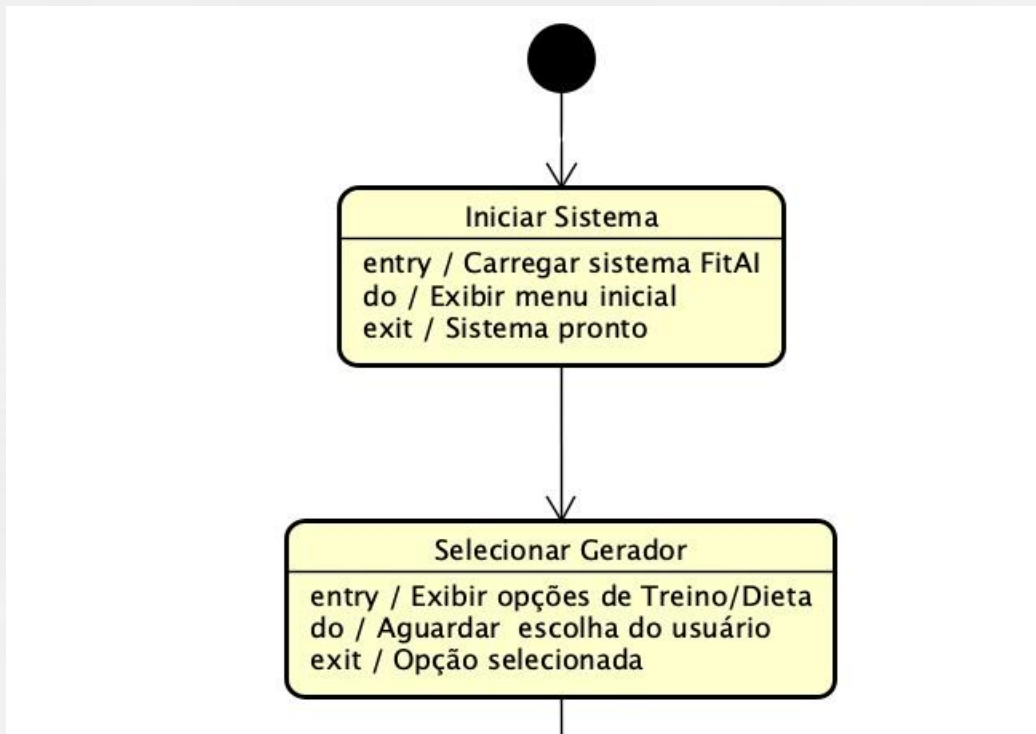 Iniciar Sistema
entry / Carregar sistema FitAI
do / Exibir menu inicial
exit / Sistema pronto
Selecionar Gerador
entry / Exibir opções de Treino/Dieta
do / Aguardar  escolha do usuário
exit / Opção selecionada